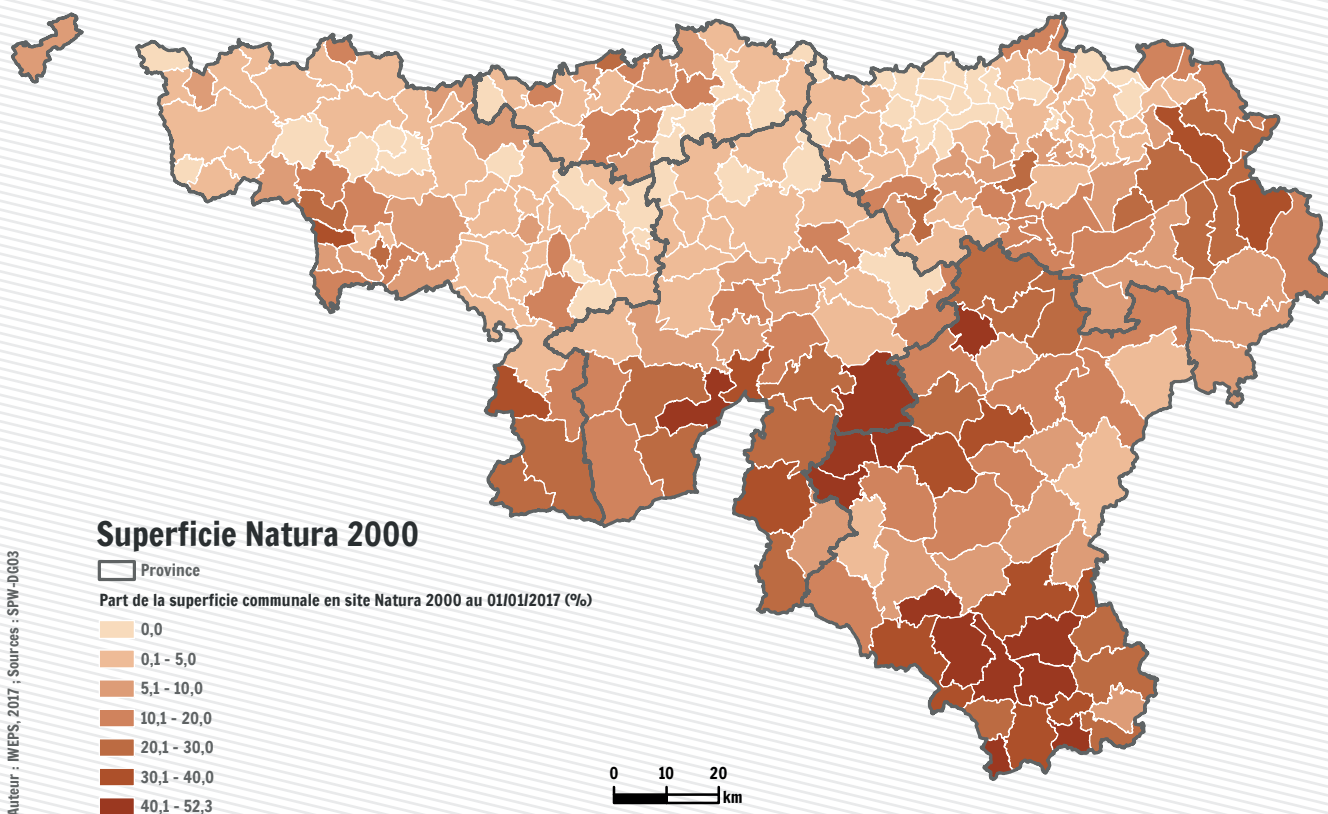 Superficie Natura 2000
Province
Part de la superficie communale en site Natura 2000 au 01/01/2017 (%)
0,0
0,1 - 5,0
5,1 - 10,0
10,1 - 20,0
20,1 - 30,0
30,1 - 40,0
40,1 - 52,3
0 10 20
km
Auteur : IWEPS, 2017 ; Sources : SPW-DGO3